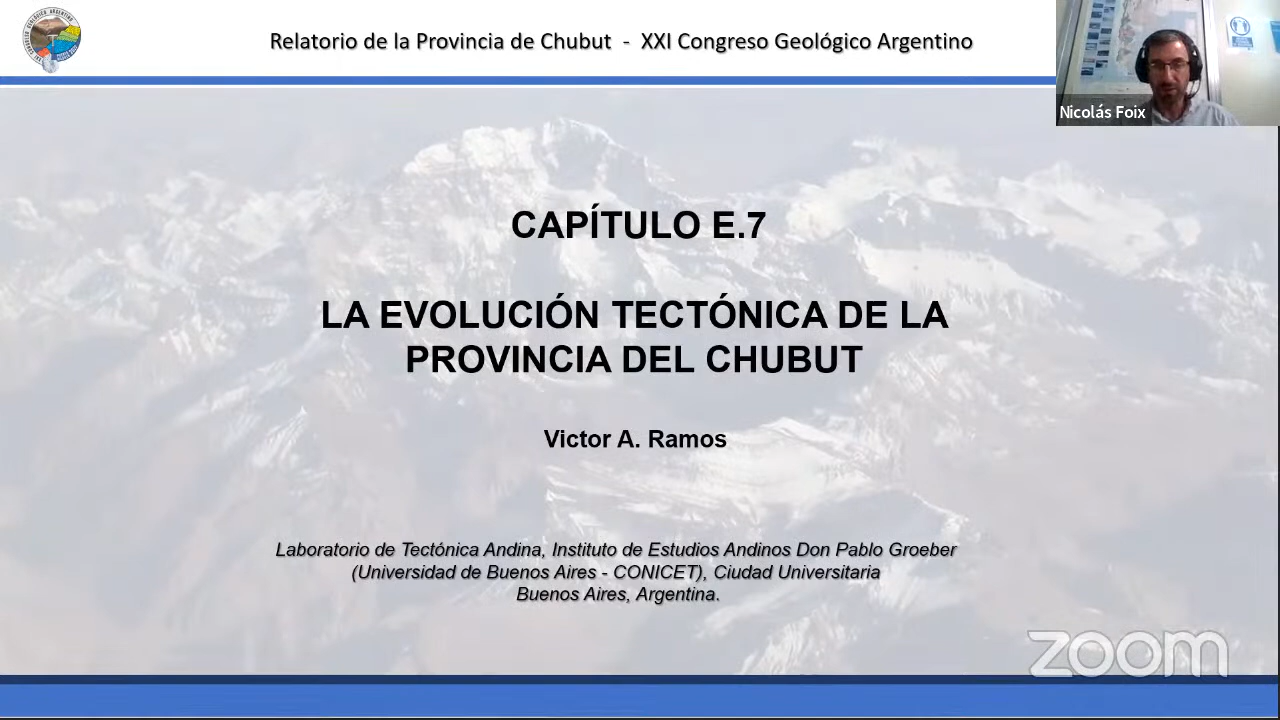 Relatorio de la Provincia de Chubut - XXI Congreso Geológico Argentino
Nicolás Foix
CAPÍTULO E.7
LA EVOLUCIÓN TECTÓNICA DE LA
PROVINCIA DEL CHUBUT
Victor A. Ramos
Laboratorio de Tectónica Andina, Instituto de Estudios Andinos Don Pablo Groeber
(Universidad de Buenos Aires - CONICET), Ciudad Universitaria
Buenos Aires, Argentina.
zoom